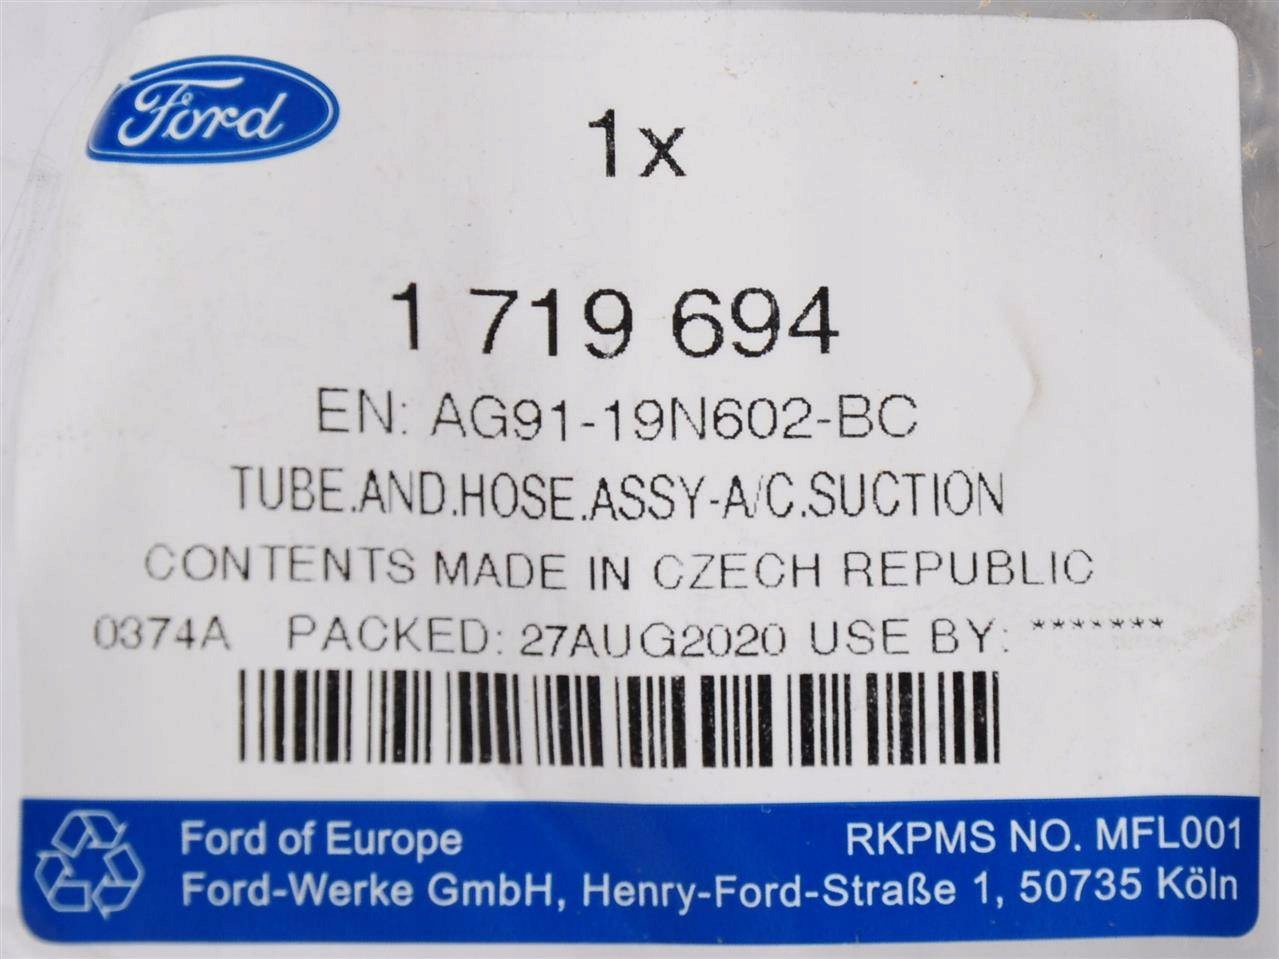 Ford
1x
1 719 694
EN: AG91-19N602-BC
TUBE.AND.HOSE.ASSY-A/C.SUCTION
CONTENTS MADE IN CZECH REPUBLIC
0374A PACKED: 27AUG2020 USE BY: *******
Ford of Europe RKPMS NO. MFL001
Ford-Werke GmbH, Henry-Ford-Straße 1, 50735 Köln